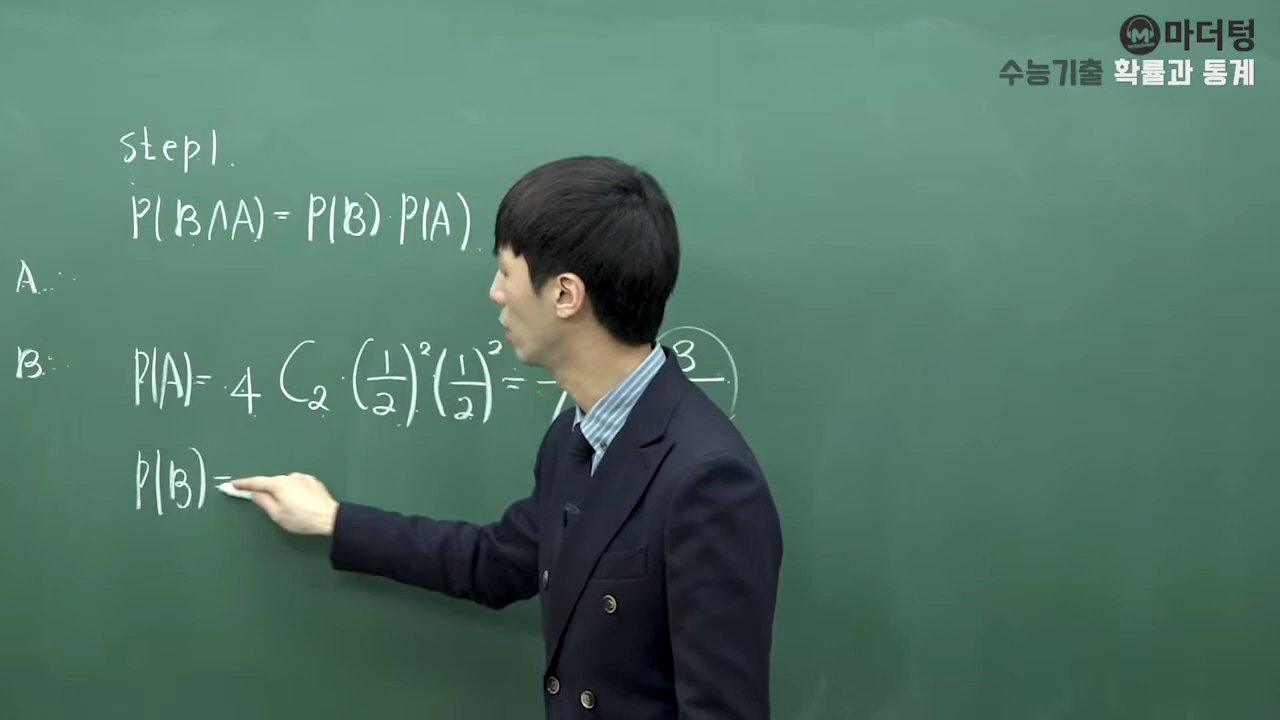 마더텅
수능기출 확률과 통계
step1.
P(B∩A) = P(B)·P(A)
A:
B:
P(A) = 4C2·(1/2)²(1/2)² = 3
P(B) =